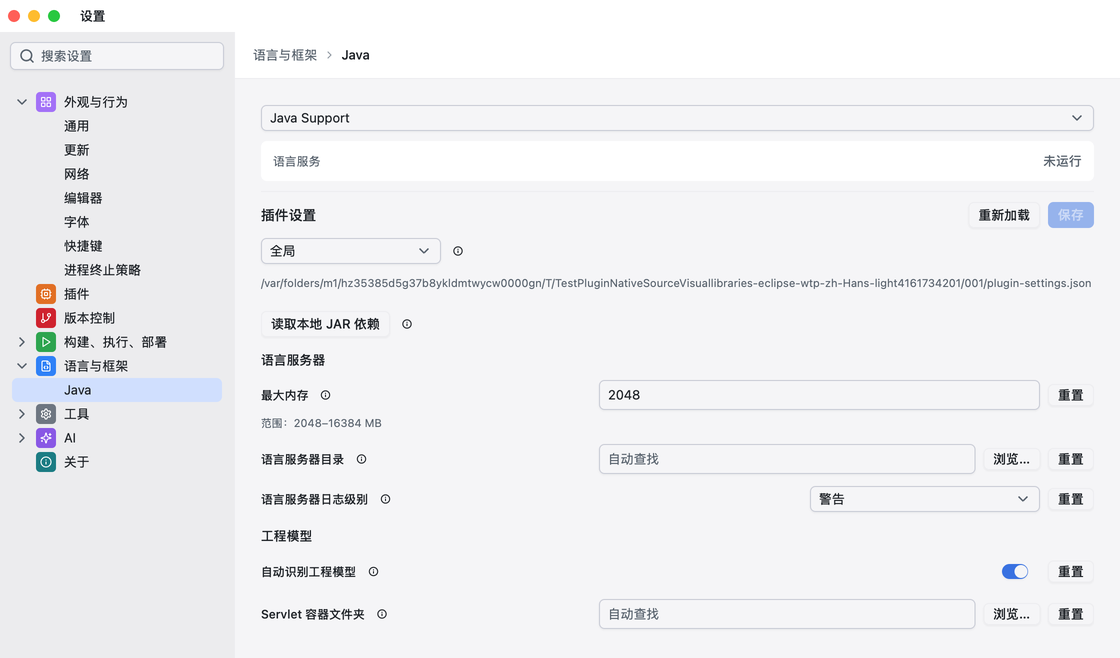 设置
搜索设置
外观与行为
通用
更新
网络
编辑器
字体
快捷键
进程终止策略
插件
版本控制
构建、执行、部署
语言与框架
Java
工具
AI
关于
语言与框架 › Java
Java Support
语言服务 未运行
插件设置 重新加载 保存
全局
/var/folders/m1/hz35385d5g37b8ykldmtwycw0000gn/T/TestPluginNativeSourceVisuallibraries-eclipse-wtp-zh-Hans-light4161734201/001/plugin-settings.json
读取本地 JAR 依赖
语言服务器
最大内存 2048 重置
范围：2048–16384 MB
语言服务器目录 自动查找 浏览... 重置
语言服务器日志级别 警告 重置
工程模型
自动识别工程模型 重置
Servlet 容器文件夹 自动查找 浏览... 重置